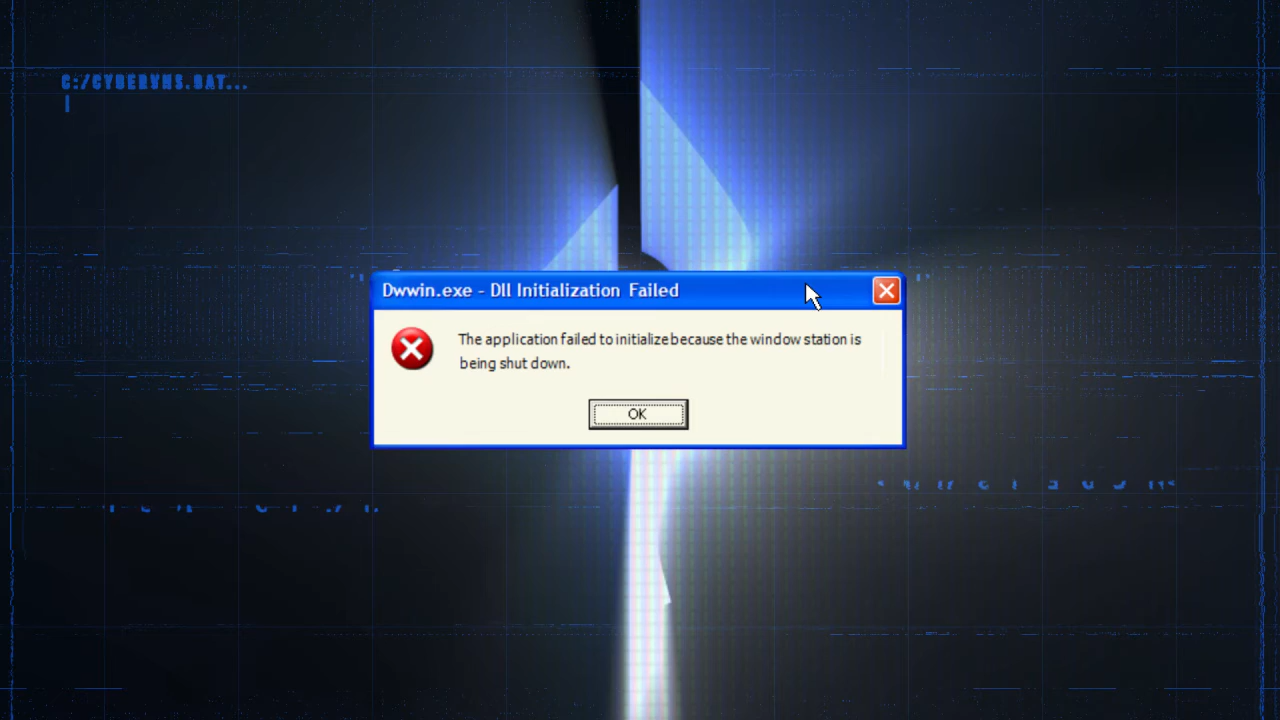 C:/CYBERVHS.DAT...
Dwwin.exe - Dll Initialization Failed
The application failed to initialize because the window station is
being shut down.
OK